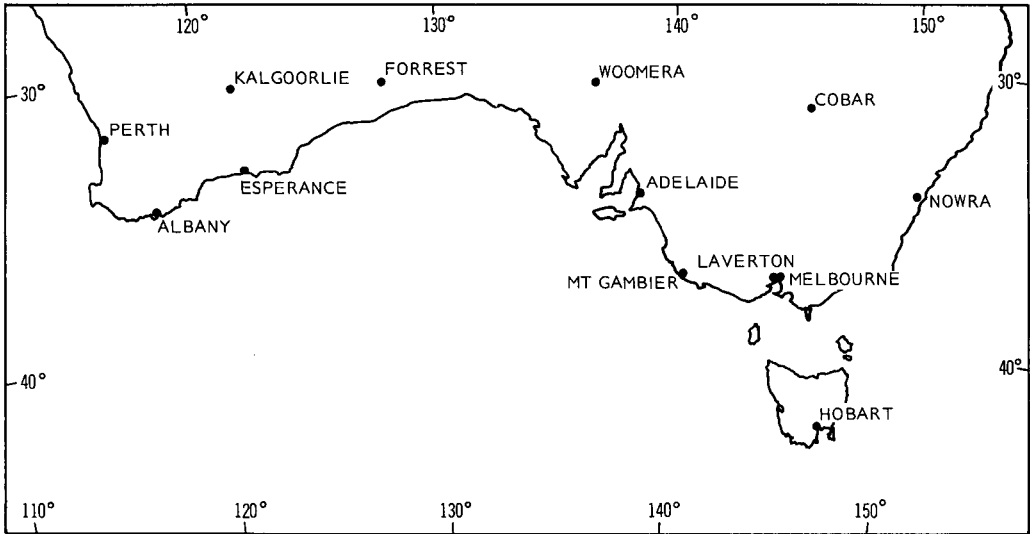 120°
130°
140°
150°
KALGOORLIE
FORREST
WOOMERA
30°
30°
COBAR
PERTH
ADELAIDE
ESPERANCE
NOWRA
ALBANY
LAVERTON
MT GAMBIER
MELBOURNE
40°
40°
HOBART
110°
120°
130°
140°
150°